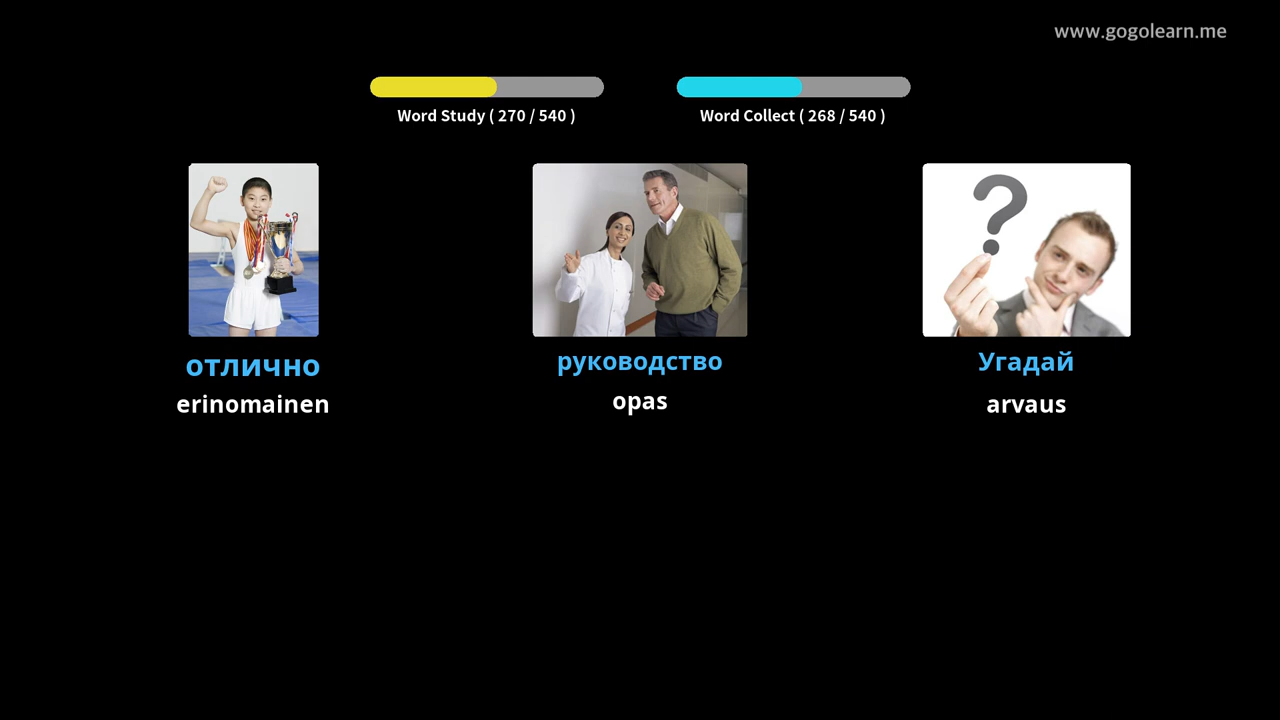 www.gogolearn.me
Word Study ( 270 / 540 )
Word Collect ( 268 / 540 )
отлично
erinomainen
руководство
opas
Угадай
arvaus